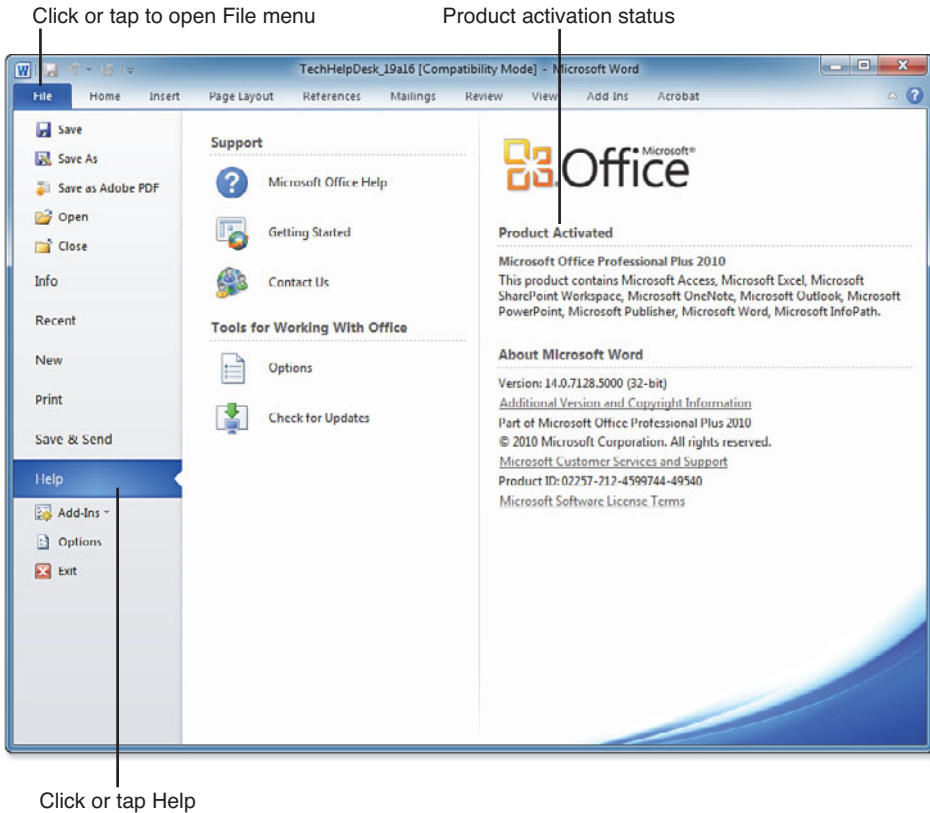 Click or tap to open File menu
Product activation status
W
TechHelpDesk_19a16 [Compatibility Mode] - Microsoft Word
File Home Insert Page Layout References Mailings Review View Add-Ins Acrobat
Save
Save As
Save as Adobe PDF
Open
Close
Info
Recent
New
Print
Save & Send
Help
Add-Ins
Options
Exit
Support
Microsoft Office Help
Getting Started
Contact Us
Tools for Working With Office
Options
Check for Updates
Microsoft®
Office
Product Activated
Microsoft Office Professional Plus 2010
This product contains Microsoft Access, Microsoft Excel, Microsoft
SharePoint Workspace, Microsoft OneNote, Microsoft Outlook, Microsoft
PowerPoint, Microsoft Publisher, Microsoft Word, Microsoft InfoPath.
About Microsoft Word
Version: 14.0.7128.5000 (32-bit)
Additional Version and Copyright Information
Part of Microsoft Office Professional Plus 2010
© 2010 Microsoft Corporation. All rights reserved.
Microsoft Customer Services and Support
Product ID: 02257-212-4599744-49540
Microsoft Software License Terms
Click or tap Help